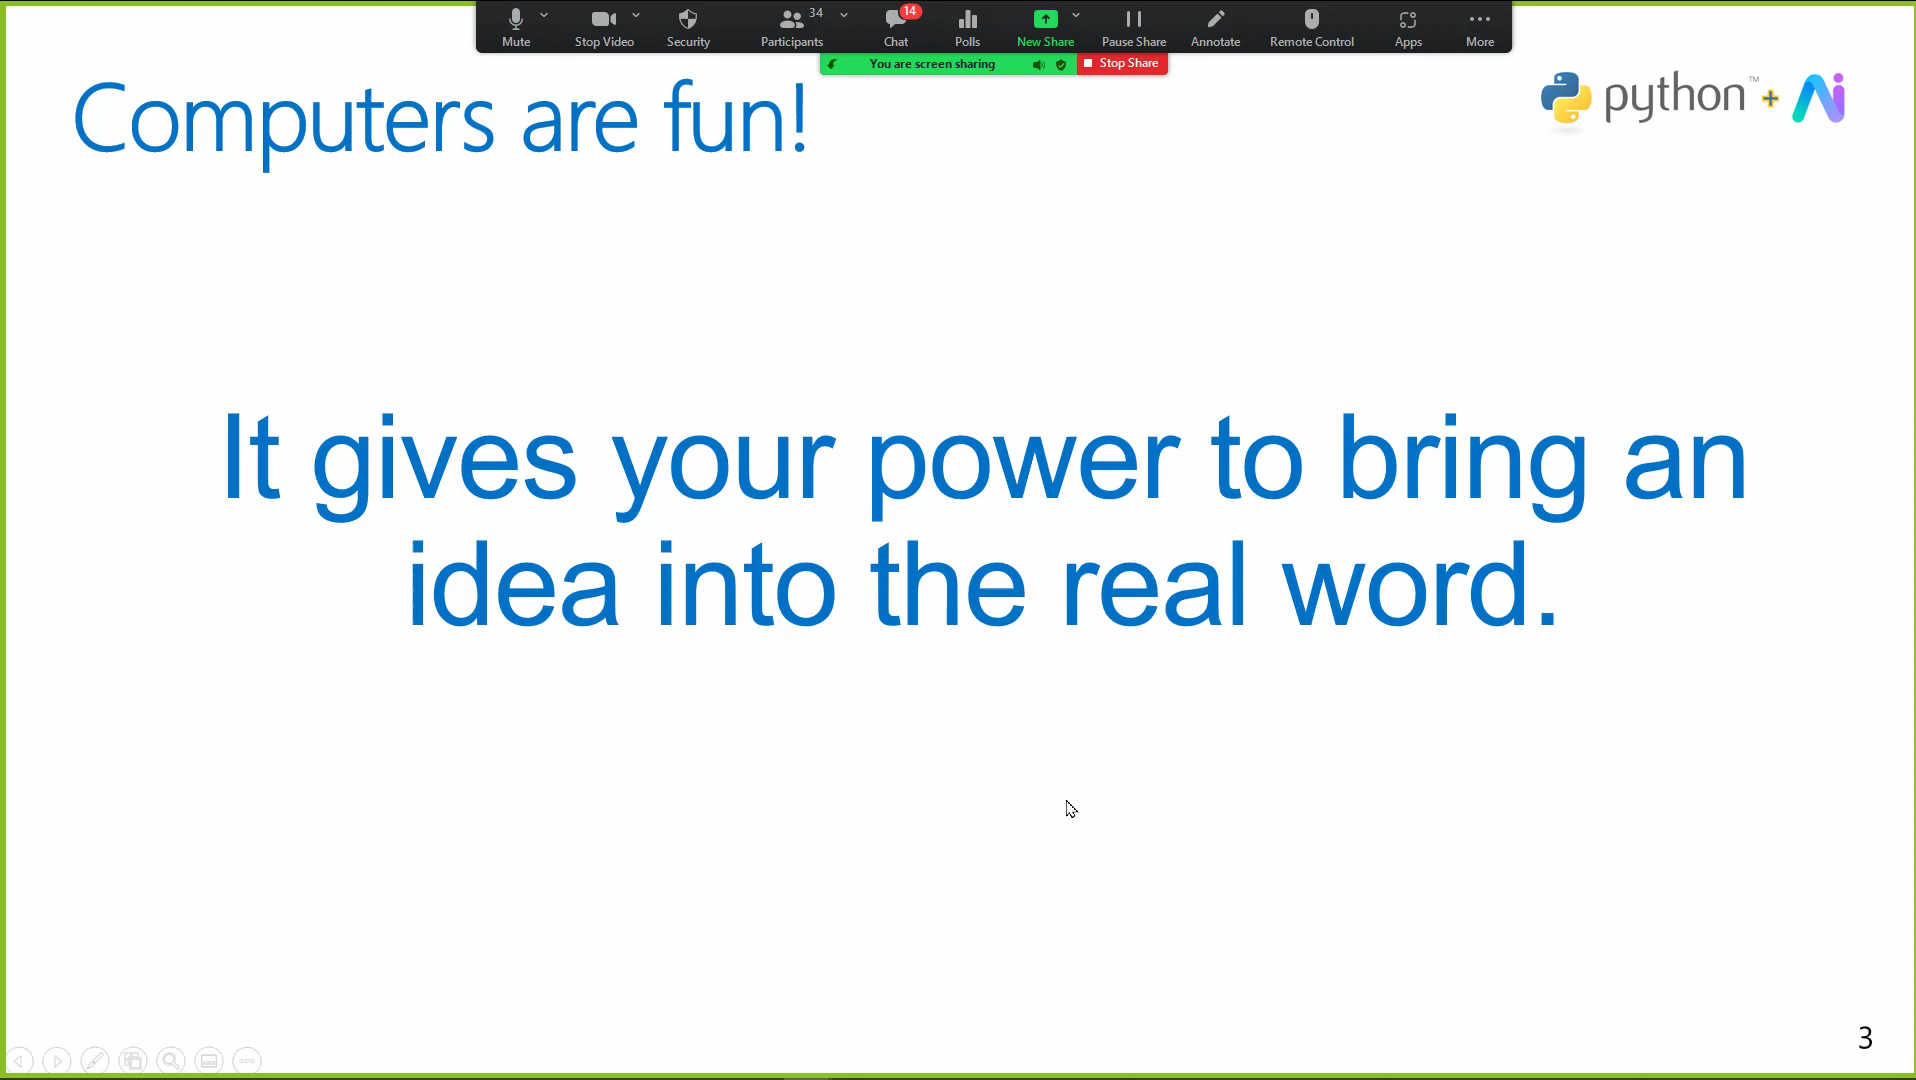 34
14
Mute
Stop Video
Security
Participants
Chat
Polls
New Share
Pause Share
Annotate
Remote Control
Apps
More
You are screen sharing
Stop Share
Computers are fun!
python™ + Ai
It gives your power to bring an
idea into the real word.
3